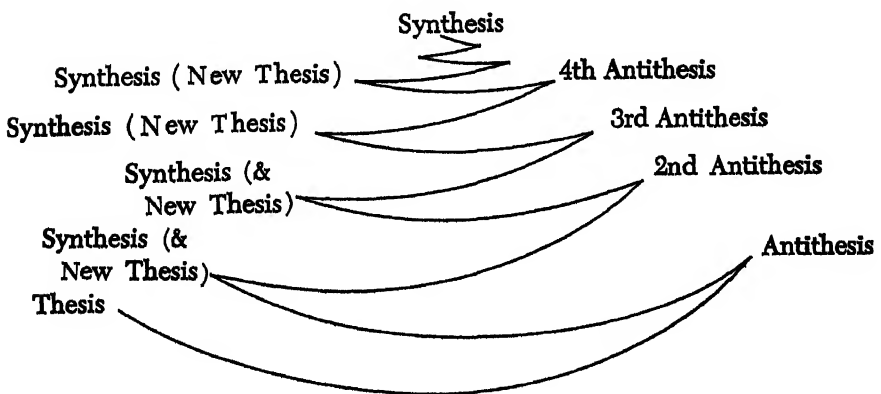 Synthesis
Synthesis (New Thesis)
4th Antithesis
Synthesis (New Thesis)
3rd Antithesis
Synthesis (&
New Thesis)
2nd Antithesis
Synthesis (&
New Thesis)
Antithesis
Thesis